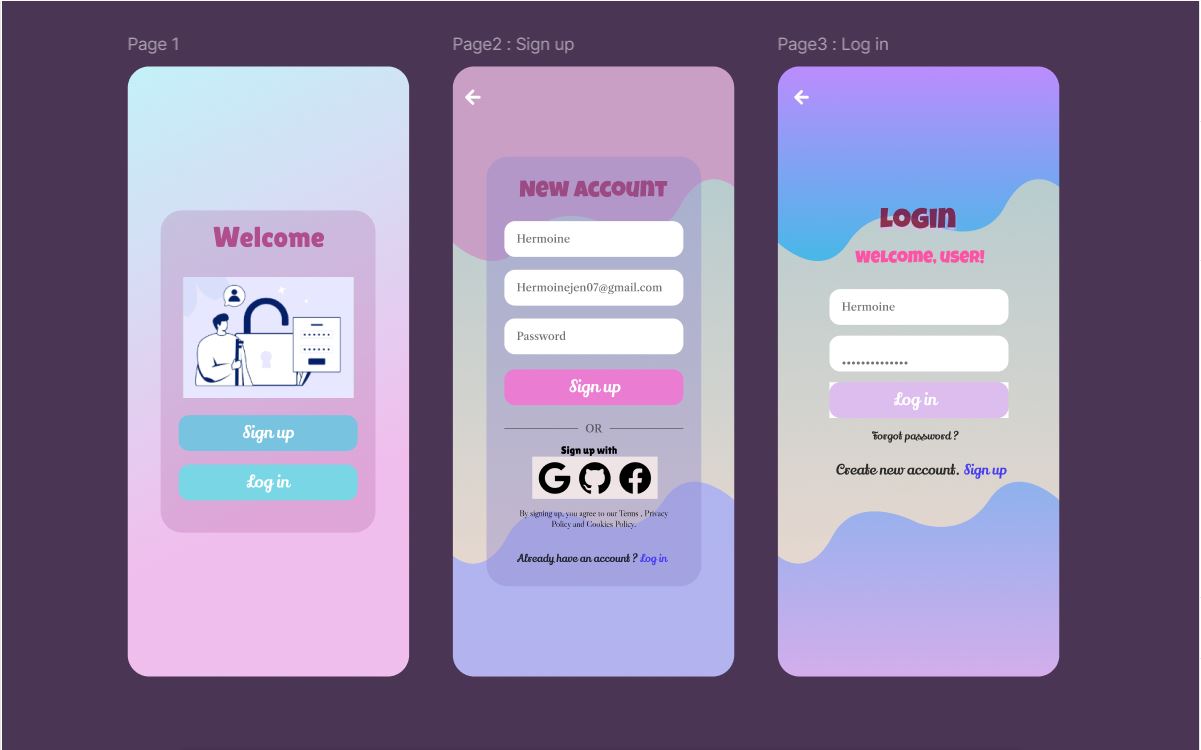 Page 1
Welcome
Sign up
Log in
Page2 : Sign up
New Account
Hermoine
Hermoinejen07@gmail.com
Password
Sign up
OR
Sign up with
By signing up, you agree to our Terms , Privacy
Policy and Cookies Policy.
Already have an account ? Log in
Page3 : Log in
Login
Welcome, User!
Hermoine
Log in
Forgot password ?
Create new account. Sign up